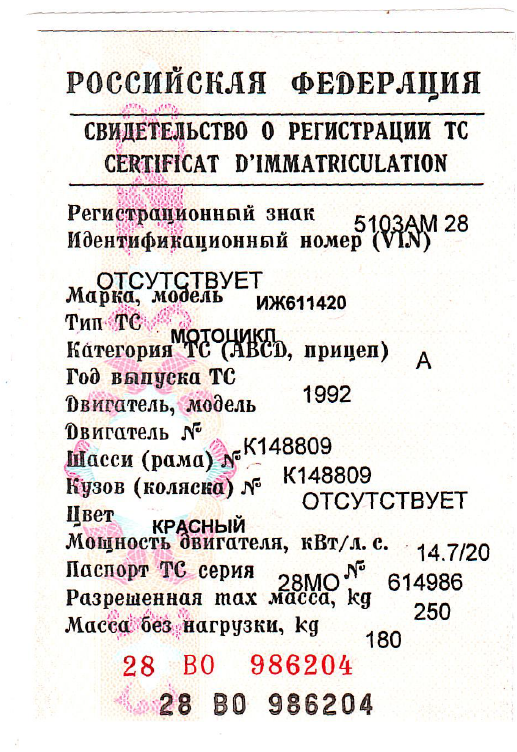 РОССИЙСКАЯ ФЕДЕРАЦИЯ
СВИДЕТЕЛЬСТВО О РЕГИСТРАЦИИ ТС
CERTIFICAT D'IMMATRICULATION
Регистрационный знак 5103АМ 28
Идентификационный номер (VIN)
ОТСУТСТВУЕТ
Марка, модель ИЖ611420
Тип ТС МОТОЦИКЛ
Категория ТС (ABCD, прицеп) А
Год выпуска ТС 1992
Двигатель, модель
Двигатель № К148809
Шасси (рама) № К148809
Кузов (коляска) № ОТСУТСТВУЕТ
Цвет КРАСНЫЙ
Мощность двигателя, кВт/л. с. 14.7/20
Паспорт ТС серия 28МО № 614986
Разрешенная max масса, kg 250
Масса без нагрузки, kg 180
28 ВО 986204
28 ВО 986204